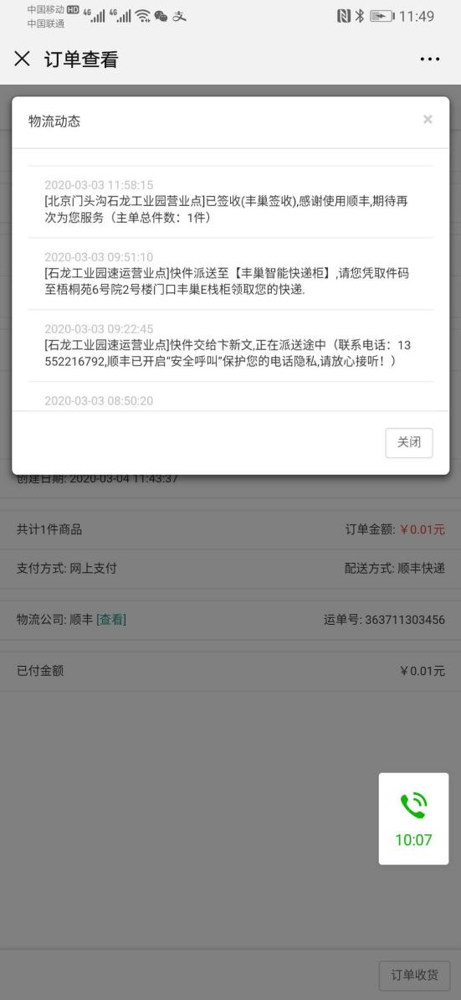 中国移动 HD 4G 4G 11:49
中国联通
订单查看
物流动态 ×
2020-03-03 11:58:15
[北京门头沟石龙工业园营业点]已签收(丰巢签收),感谢使用顺丰,期待再
次为您服务（主单总件数：1件）
2020-03-03 09:51:10
[石龙工业园速运营业点]快件派送至【丰巢智能快递柜】,请您凭取件码
至梧桐苑6号院2号楼门口丰巢E栈柜领取您的快递.
2020-03-03 09:22:45
[石龙工业园速运营业点]快件交给卞新文,正在派送途中（联系电话：13
552216792,顺丰已开启“安全呼叫”保护您的电话隐私,请放心接听！）
2020-03-03 08:50:20
关闭
创建日期: 2020-03-04 11:43:37
共计1件商品 订单金额: ￥0.01元
支付方式: 网上支付 配送方式: 顺丰快递
物流公司: 顺丰 [查看] 运单号: 363711303456
已付金额 ￥0.01元
10:07
订单收货